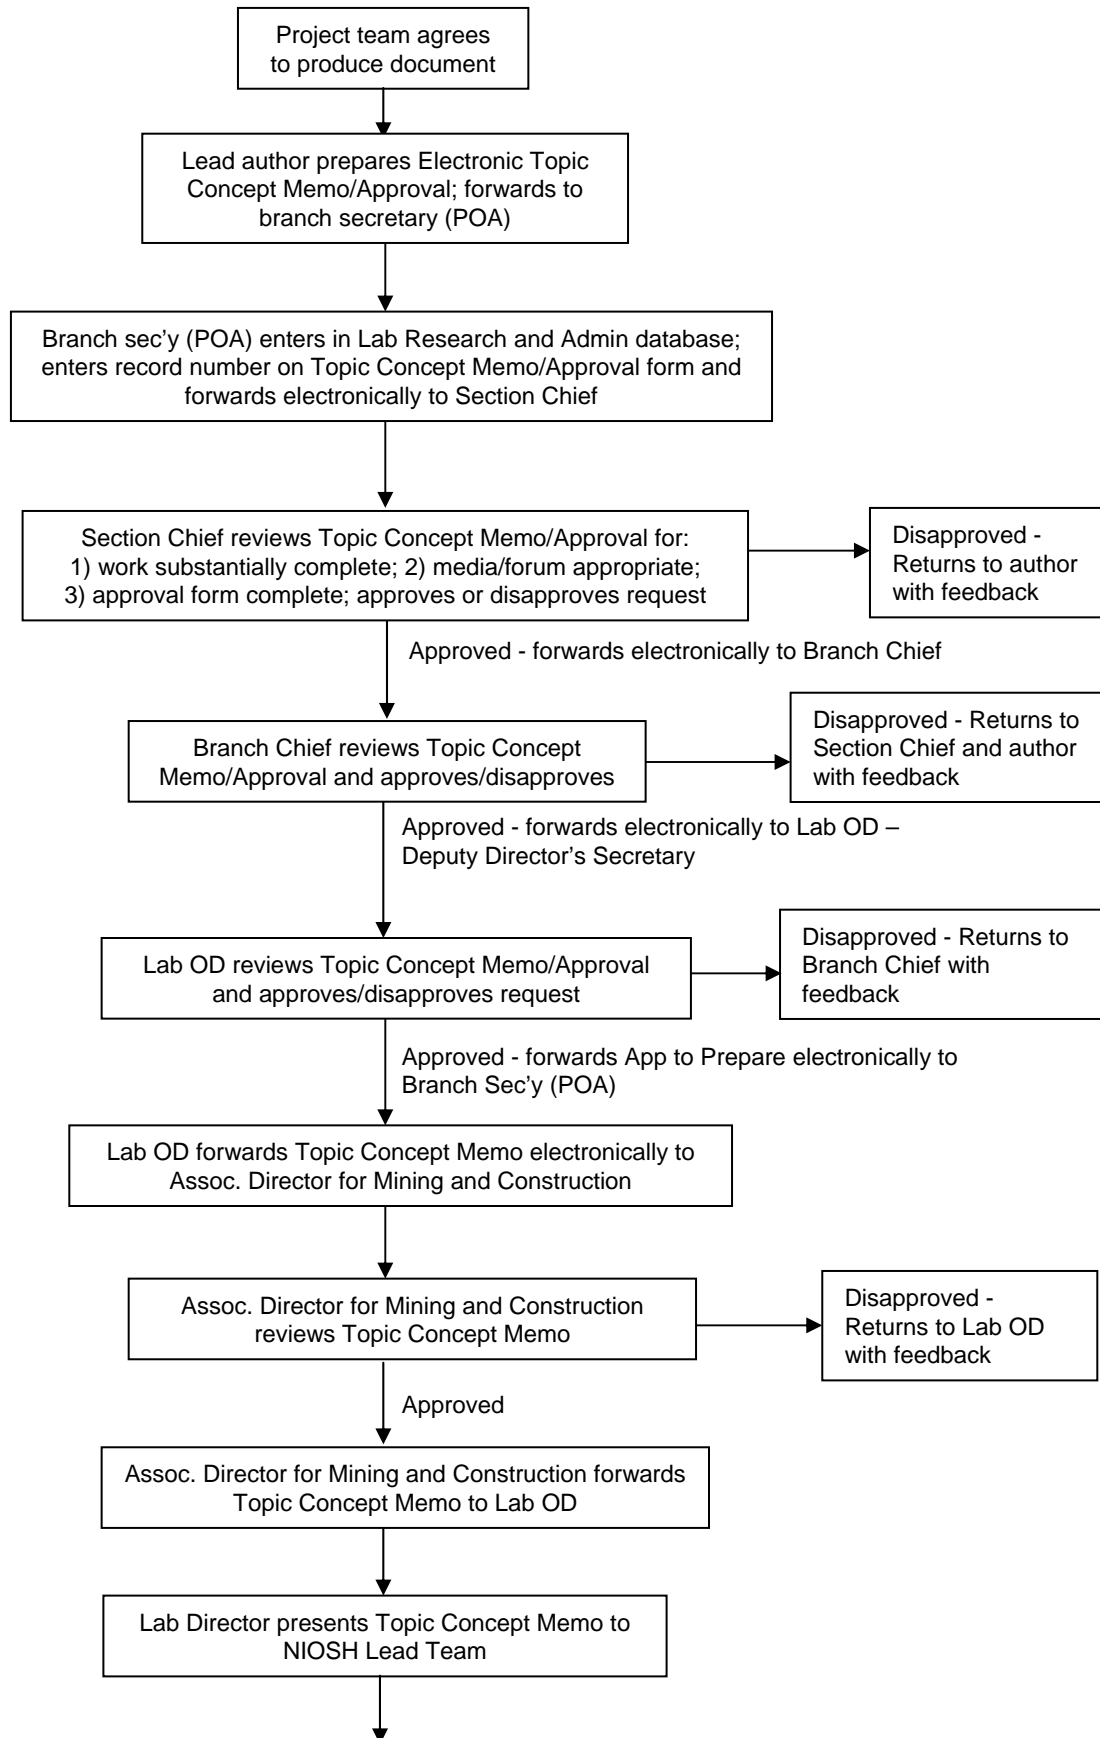 Project team agrees
to produce document
Lead author prepares Electronic Topic
Concept Memo/Approval; forwards to
branch secretary (POA)
Branch sec’y (POA) enters in Lab Research and Admin database;
enters record number on Topic Concept Memo/Approval form and
forwards electronically to Section Chief
Section Chief reviews Topic Concept Memo/Approval for:
1) work substantially complete; 2) media/forum appropriate;
3) approval form complete; approves or disapproves request
Disapproved -
Returns to author
with feedback
Approved - forwards electronically to Branch Chief
Branch Chief reviews Topic Concept
Memo/Approval and approves/disapproves
Disapproved - Returns to
Section Chief and author
with feedback
Approved - forwards electronically to Lab OD –
Deputy Director’s Secretary
Lab OD reviews Topic Concept Memo/Approval
and approves/disapproves request
Disapproved - Returns to
Branch Chief with
feedback
Approved - forwards App to Prepare electronically to
Branch Sec’y (POA)
Lab OD forwards Topic Concept Memo electronically to
Assoc. Director for Mining and Construction
Assoc. Director for Mining and Construction
reviews Topic Concept Memo
Disapproved -
Returns to Lab OD
with feedback
Approved
Assoc. Director for Mining and Construction forwards
Topic Concept Memo to Lab OD
Lab Director presents Topic Concept Memo to
NIOSH Lead Team